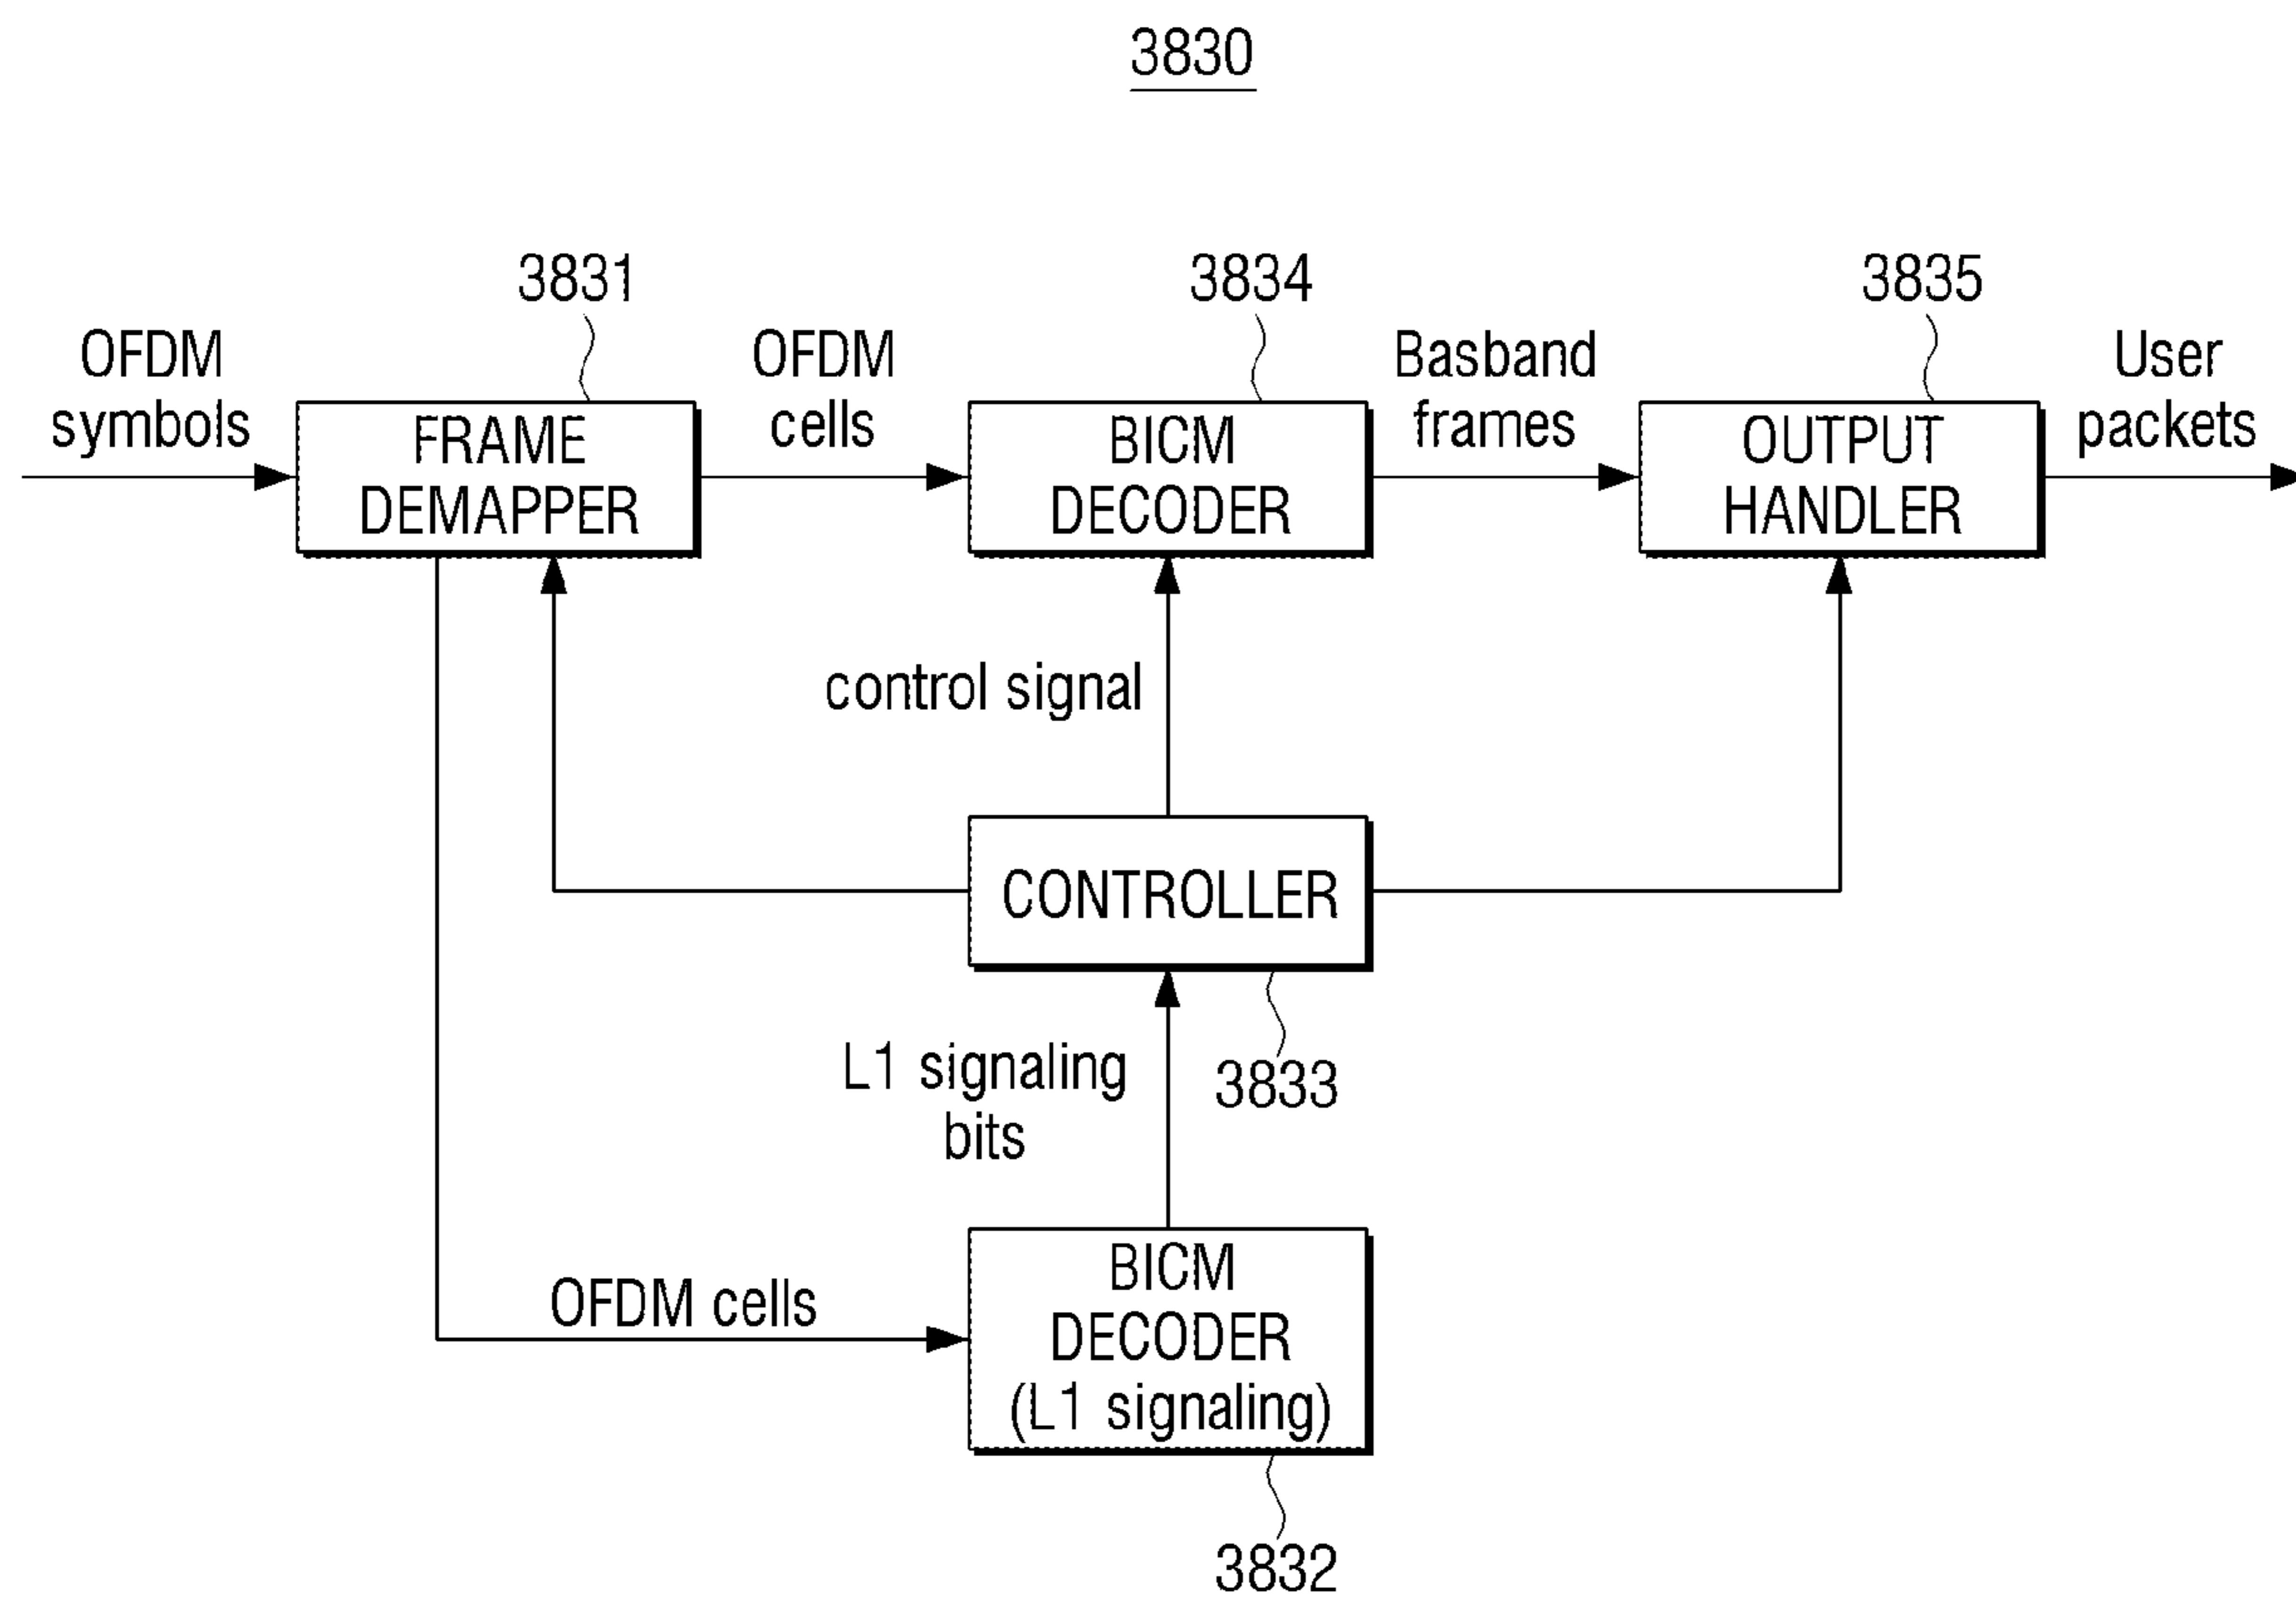 3830
3831
3834
3835
OFDM
symbols
FRAME
DEMAPPER
OFDM
cells
BICM
DECODER
Basband
frames
OUTPUT
HANDLER
User
packets
control signal
CONTROLLER
3833
L1 signaling
bits
OFDM cells
BICM
DECODER
(L1 signaling)
3832